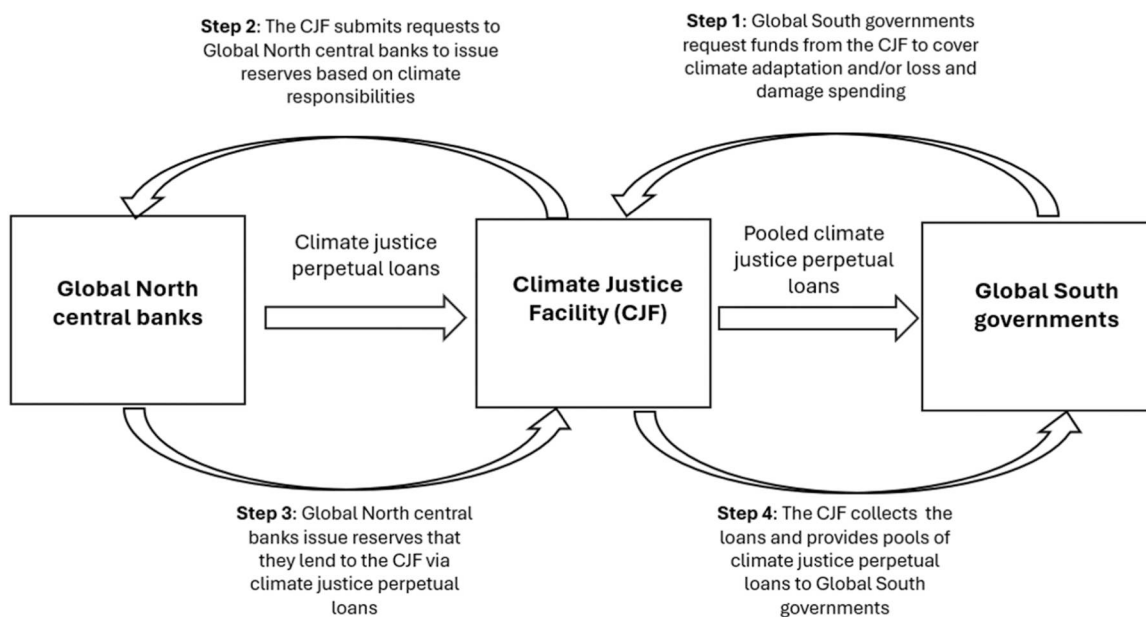 Step 2: The CJF submits requests to
Global North central banks to issue
reserves based on climate
responsibilities
Step 1: Global South governments
request funds from the CJF to cover
climate adaptation and/or loss and
damage spending
Global North
central banks
Climate justice
perpetual loans
Climate Justice
Facility (CJF)
Pooled climate
justice perpetual
loans
Global South
governments
Step 3: Global North central
banks issue reserves that
they lend to the CJF via
climate justice perpetual
loans
Step 4: The CJF collects the
loans and provides pools of
climate justice perpetual
loans to Global South
governments